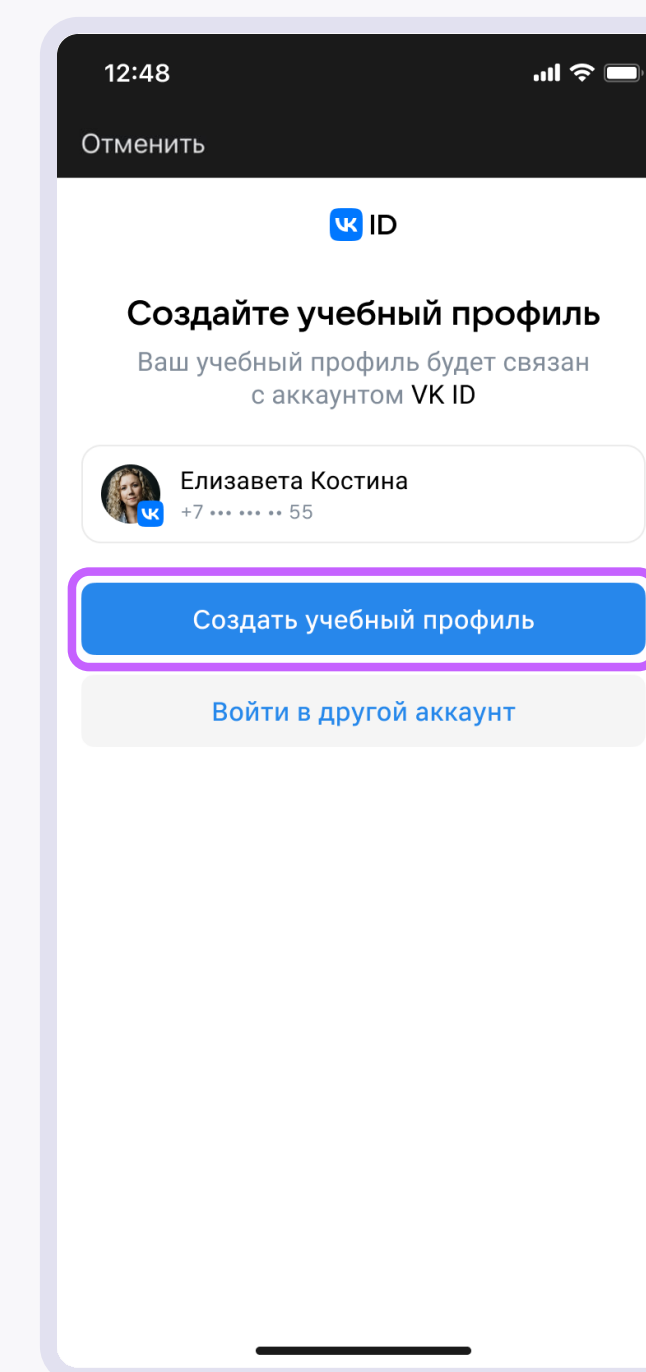 12:48
Отменить
VK ID
Создайте учебный профиль
Ваш учебный профиль будет связан
с аккаунтом VK ID
Елизавета Костина
+7 ••• ••• •• 55
Создать учебный профиль
Войти в другой аккаунт